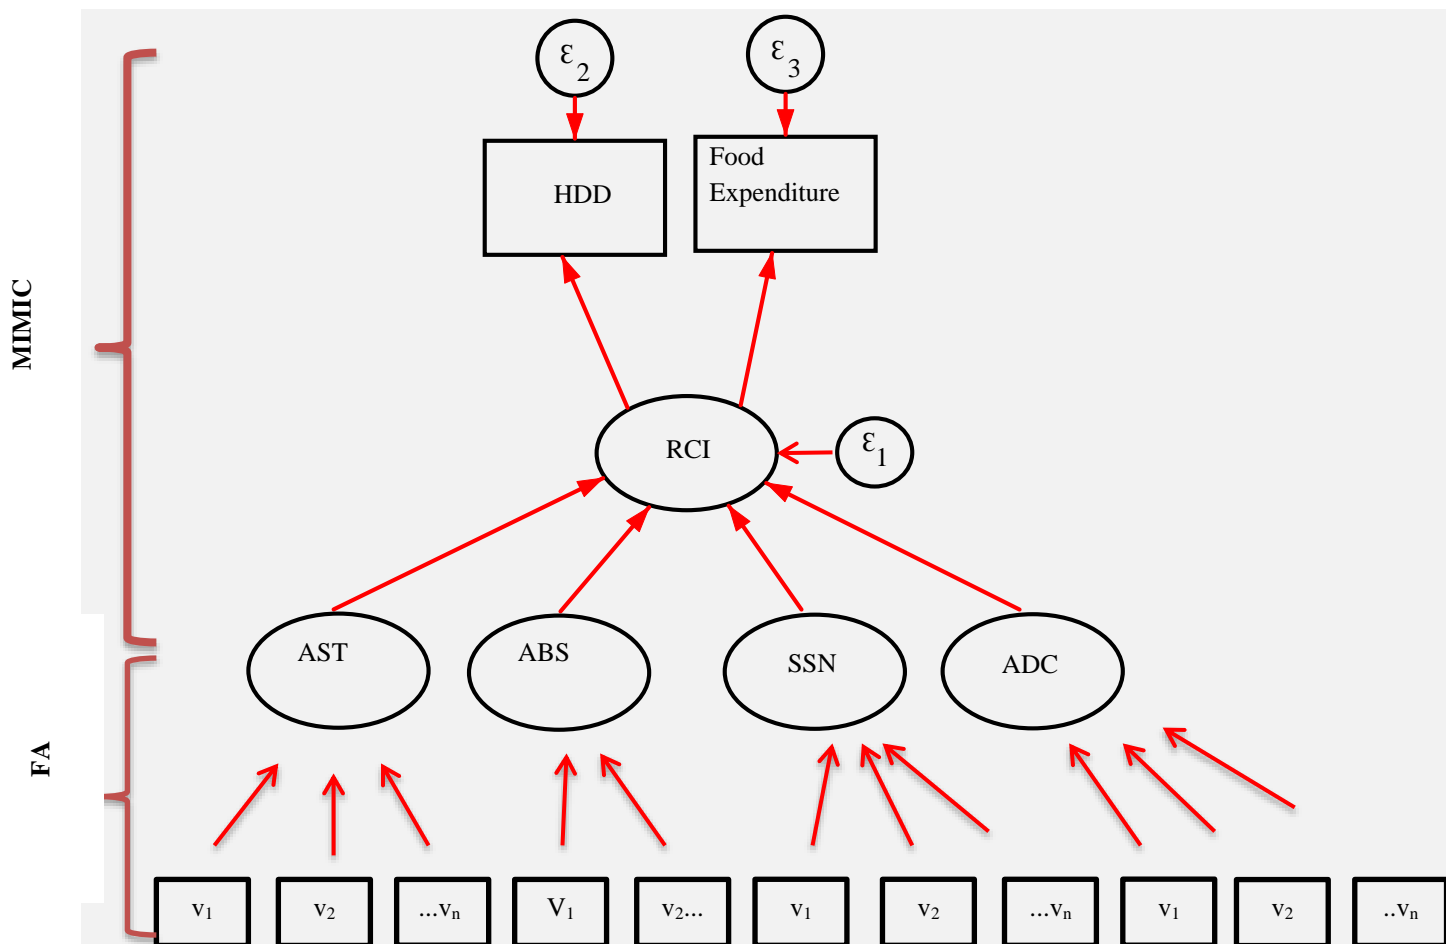 ε2
ε3
HDD
Food
Expenditure
MIMIC
RCI
ε1
AST
ABS
SSN
ADC
FA
v1
v2
...vn
V1
v2...
v1
v2
...vn
v1
v2
..vn